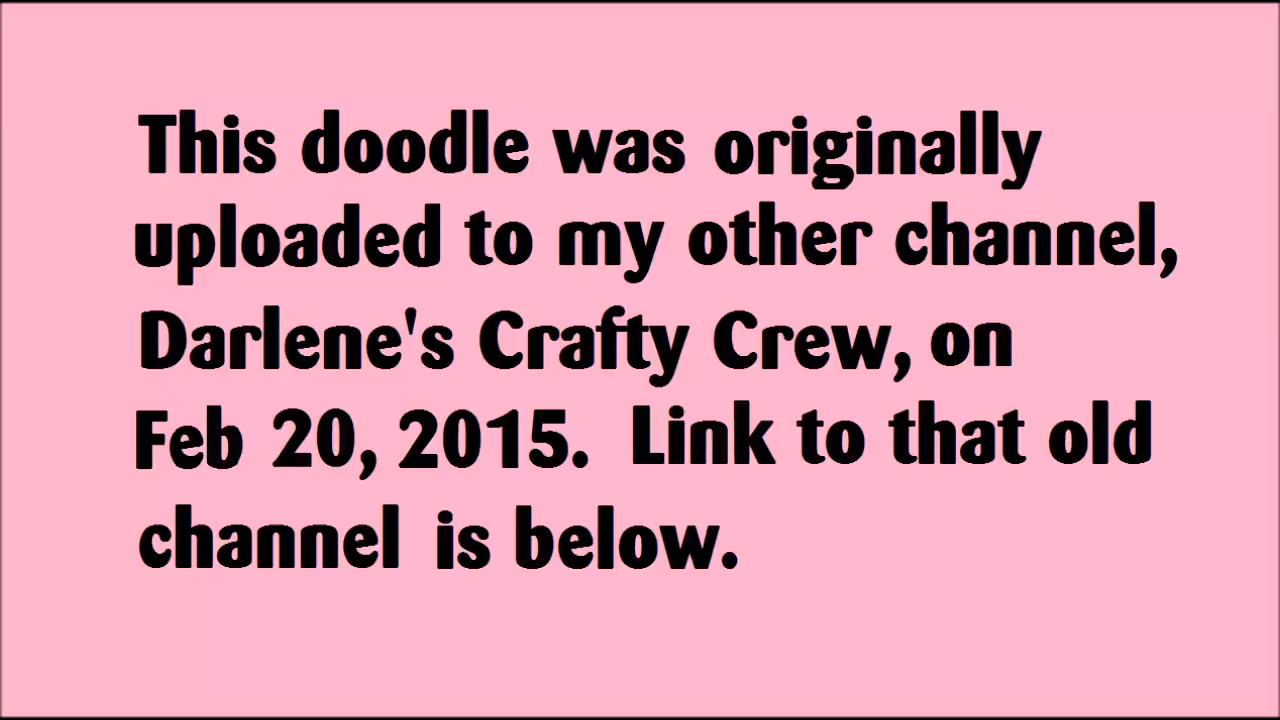 This doodle was originally
uploaded to my other channel,
Darlene's Crafty Crew, on
Feb 20, 2015. Link to that old
channel is below.